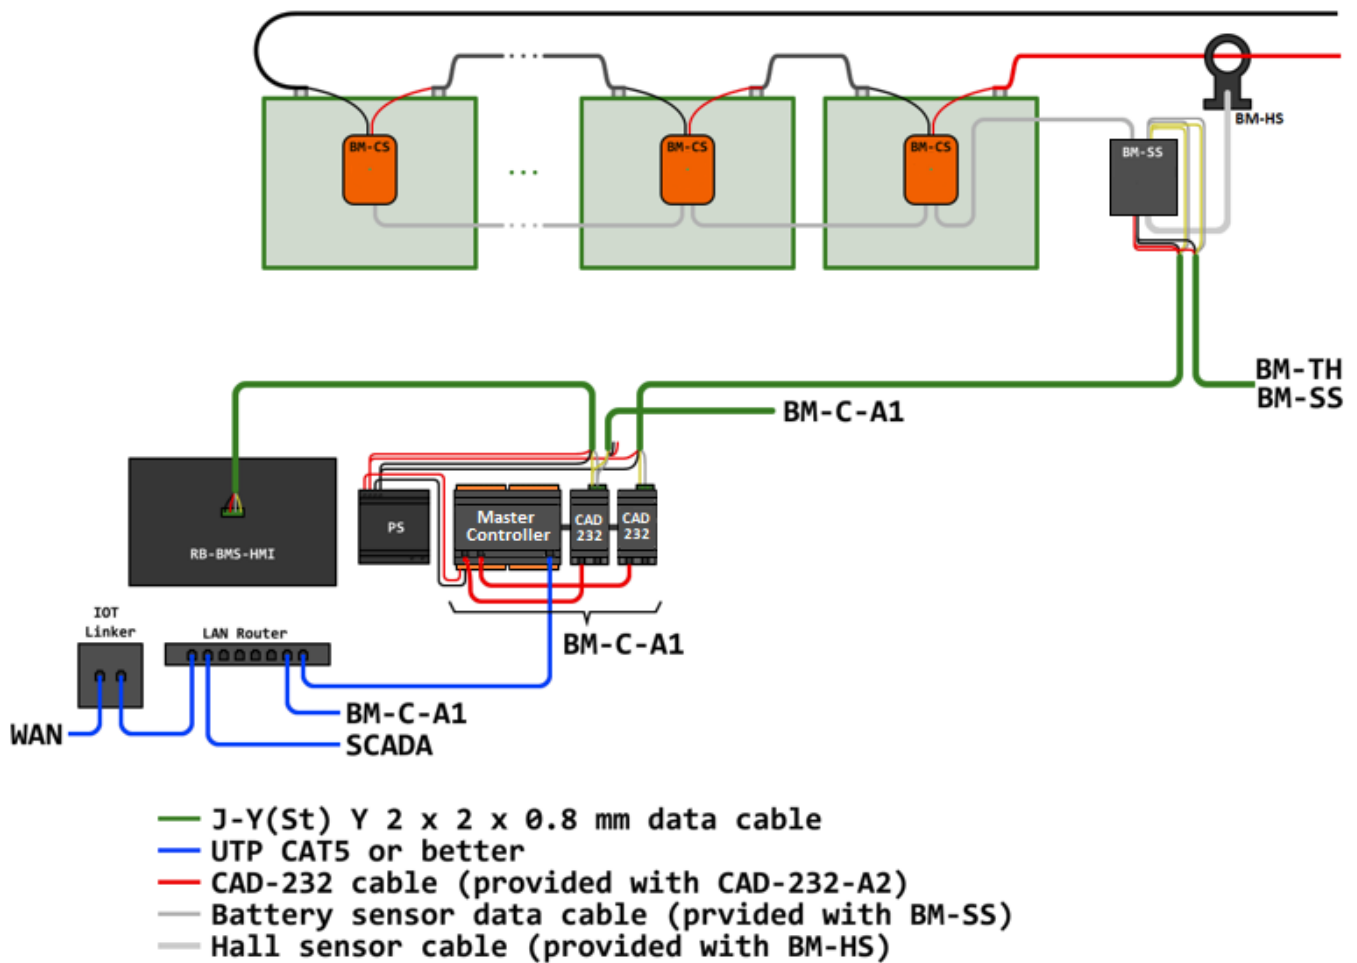 BM-CS
BM-CS
BM-CS
BM-SS
BM-HS
BM-TH
BM-SS
BM-C-A1
RB-BMS-HMI
PS
Master
Controller
CAD
232
CAD
232
BM-C-A1
IOT
Linker
LAN Router
WAN
BM-C-A1
SCADA
J-Y(St) Y 2 x 2 x 0.8 mm data cable
UTP CAT5 or better
CAD-232 cable (provided with CAD-232-A2)
Battery sensor data cable (prvided with BM-SS)
Hall sensor cable (provided with BM-HS)